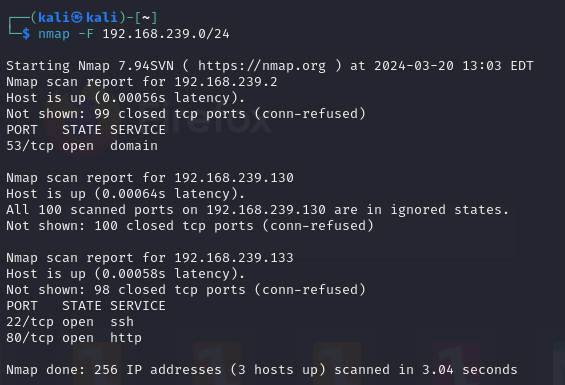 ┌──(kali㉿kali)-[~]
└─$ nmap -F 192.168.239.0/24
Starting Nmap 7.94SVN ( https://nmap.org ) at 2024-03-20 13:03 EDT
Nmap scan report for 192.168.239.2
Host is up (0.00056s latency).
Not shown: 99 closed tcp ports (conn-refused)
PORT   STATE SERVICE
53/tcp open  domain
Nmap scan report for 192.168.239.130
Host is up (0.00064s latency).
All 100 scanned ports on 192.168.239.130 are in ignored states.
Not shown: 100 closed tcp ports (conn-refused)
Nmap scan report for 192.168.239.133
Host is up (0.00058s latency).
Not shown: 98 closed tcp ports (conn-refused)
PORT   STATE SERVICE
22/tcp open  ssh
80/tcp open  http
Nmap done: 256 IP addresses (3 hosts up) scanned in 3.04 seconds